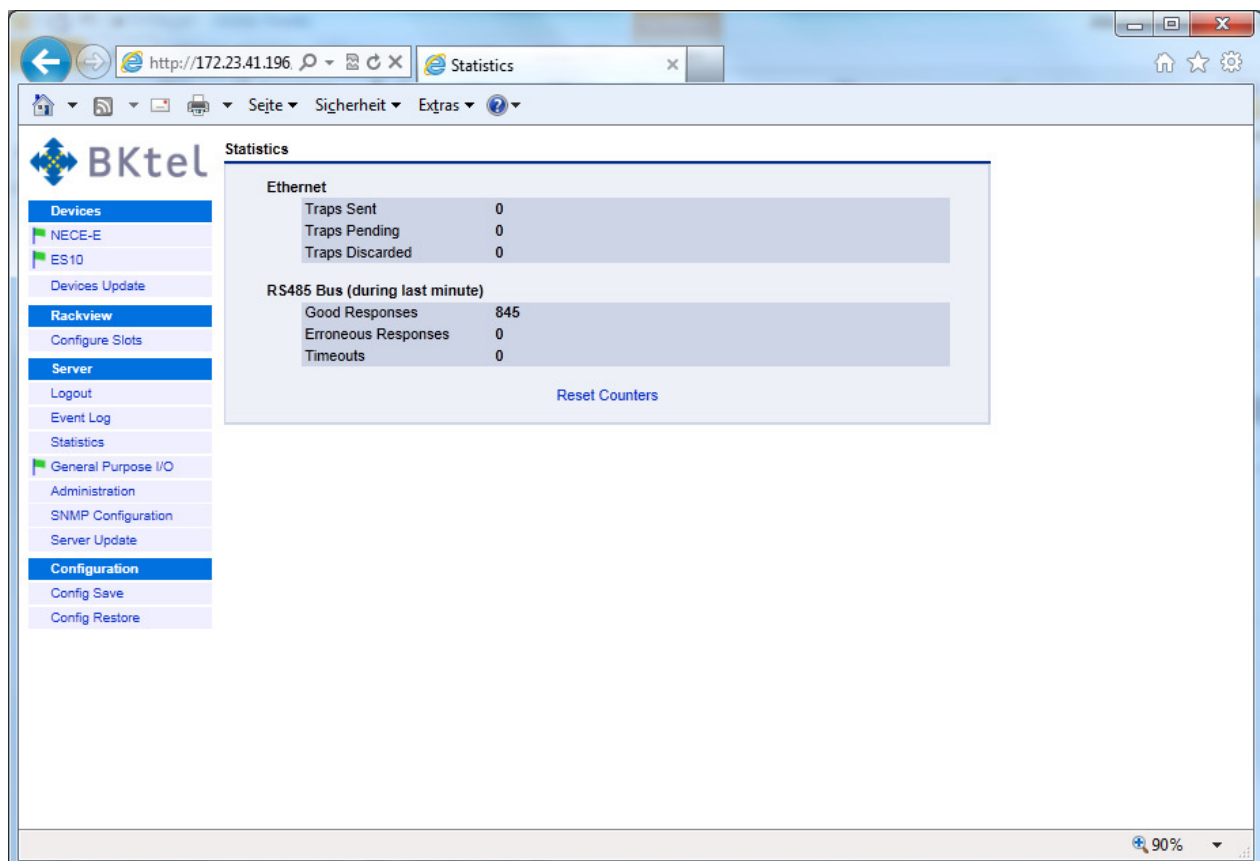 http://172.23.41.196
Statistics
Seite Sicherheit Extras
BKtel
Devices
NECE-E
ES10
Devices Update
Rackview
Configure Slots
Server
Logout
Event Log
Statistics
General Purpose I/O
Administration
SNMP Configuration
Server Update
Configuration
Config Save
Config Restore
Statistics
Ethernet
Traps Sent 0
Traps Pending 0
Traps Discarded 0
RS485 Bus (during last minute)
Good Responses 845
Erroneous Responses 0
Timeouts 0
Reset Counters
90%